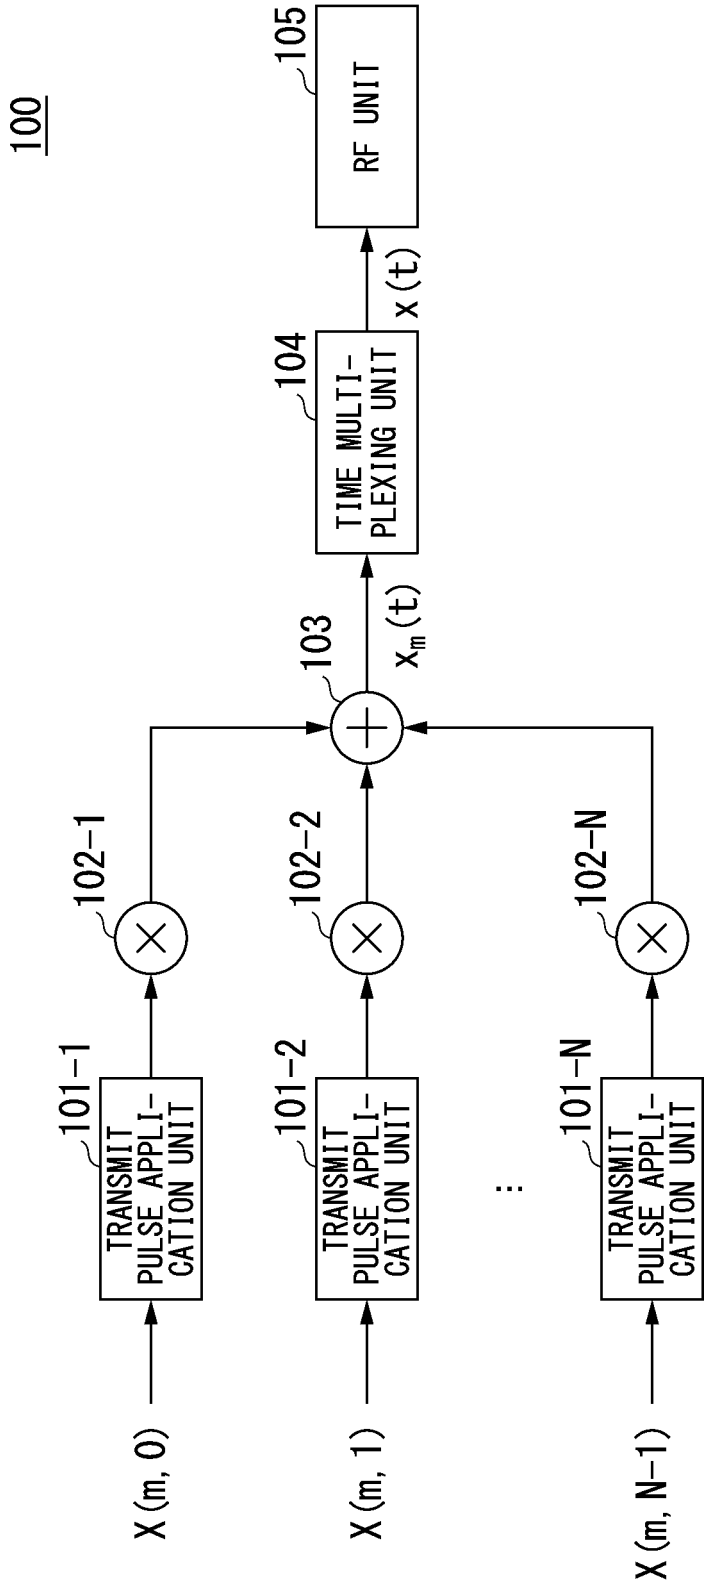 100
X(m, 0)
TRANSMIT
PULSE APPLI-
CATION UNIT
101-1
102-1
X(m, 1)
TRANSMIT
PULSE APPLI-
CATION UNIT
101-2
102-2
103
xm(t)
TIME MULTI-
PLEXING UNIT
104
x(t)
RF UNIT
105
...
X(m, N-1)
TRANSMIT
PULSE APPLI-
CATION UNIT
101-N
102-N